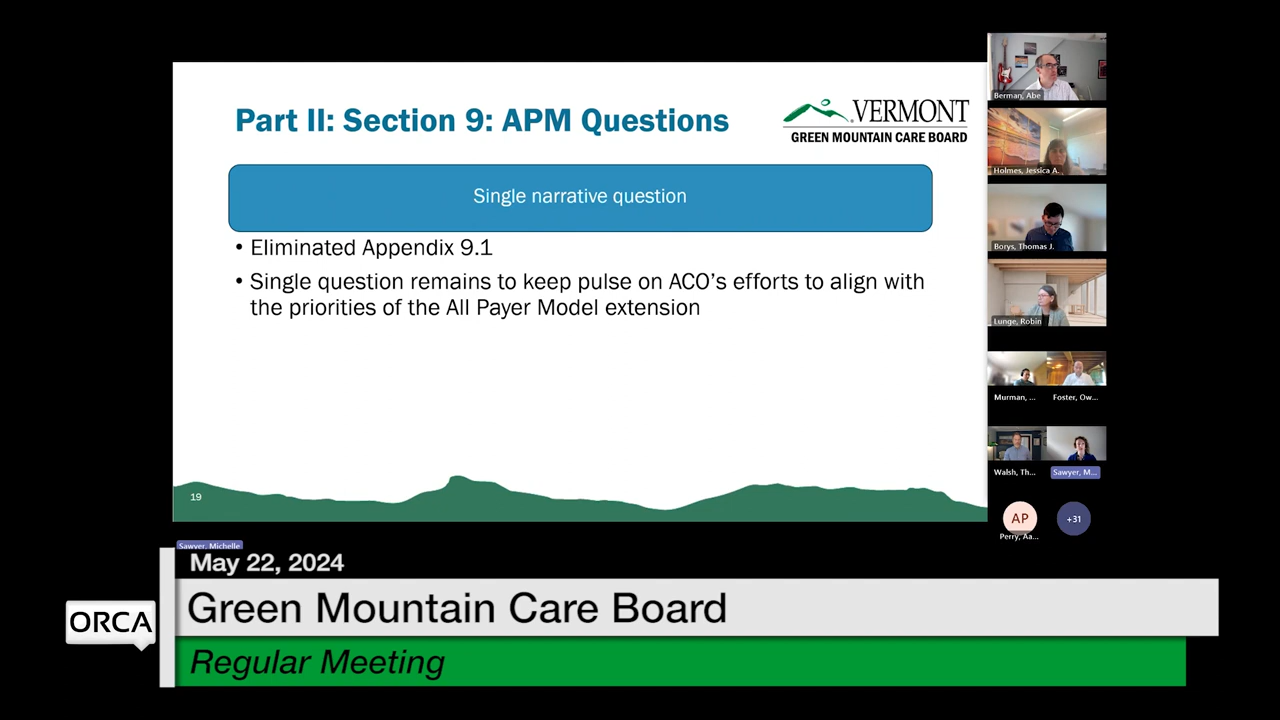 Part II: Section 9: APM Questions
VERMONT
GREEN MOUNTAIN CARE BOARD
Single narrative question
• Eliminated Appendix 9.1
• Single question remains to keep pulse on ACO's efforts to align with
the priorities of the All Payer Model extension
19
Berman, Abe
Holmes, Jessica A.
Borys, Thomas J.
Lunge, Robin
Murman, ...
Foster, Ow...
Walsh, Th...
Sawyer, M...
AP
+31
Perry, Aa...
Sawyer, Michelle
May 22, 2024
ORCA
Green Mountain Care Board
Regular Meeting